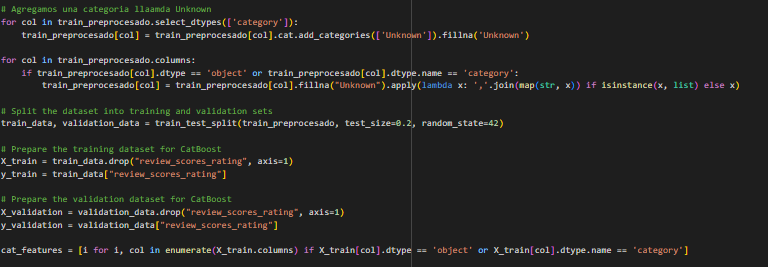 # Agregamos una categoria llaamda Unknown
for col in train_preprocesado.select_dtypes(['category']):
    train_preprocesado[col] = train_preprocesado[col].cat.add_categories(['Unknown']).fillna('Unknown')

for col in train_preprocesado.columns:
    if train_preprocesado[col].dtype == 'object' or train_preprocesado[col].dtype.name == 'category':
        train_preprocesado[col] = train_preprocesado[col].fillna("Unknown").apply(lambda x: ','.join(map(str, x)) if isinstance(x, list) else x)

# Split the dataset into training and validation sets
train_data, validation_data = train_test_split(train_preprocesado, test_size=0.2, random_state=42)

# Prepare the training dataset for CatBoost
X_train = train_data.drop("review_scores_rating", axis=1)
y_train = train_data["review_scores_rating"]

# Prepare the validation dataset for CatBoost
X_validation = validation_data.drop("review_scores_rating", axis=1)
y_validation = validation_data["review_scores_rating"]

cat_features = [i for i, col in enumerate(X_train.columns) if X_train[col].dtype == 'object' or X_train[col].dtype.name == 'category']